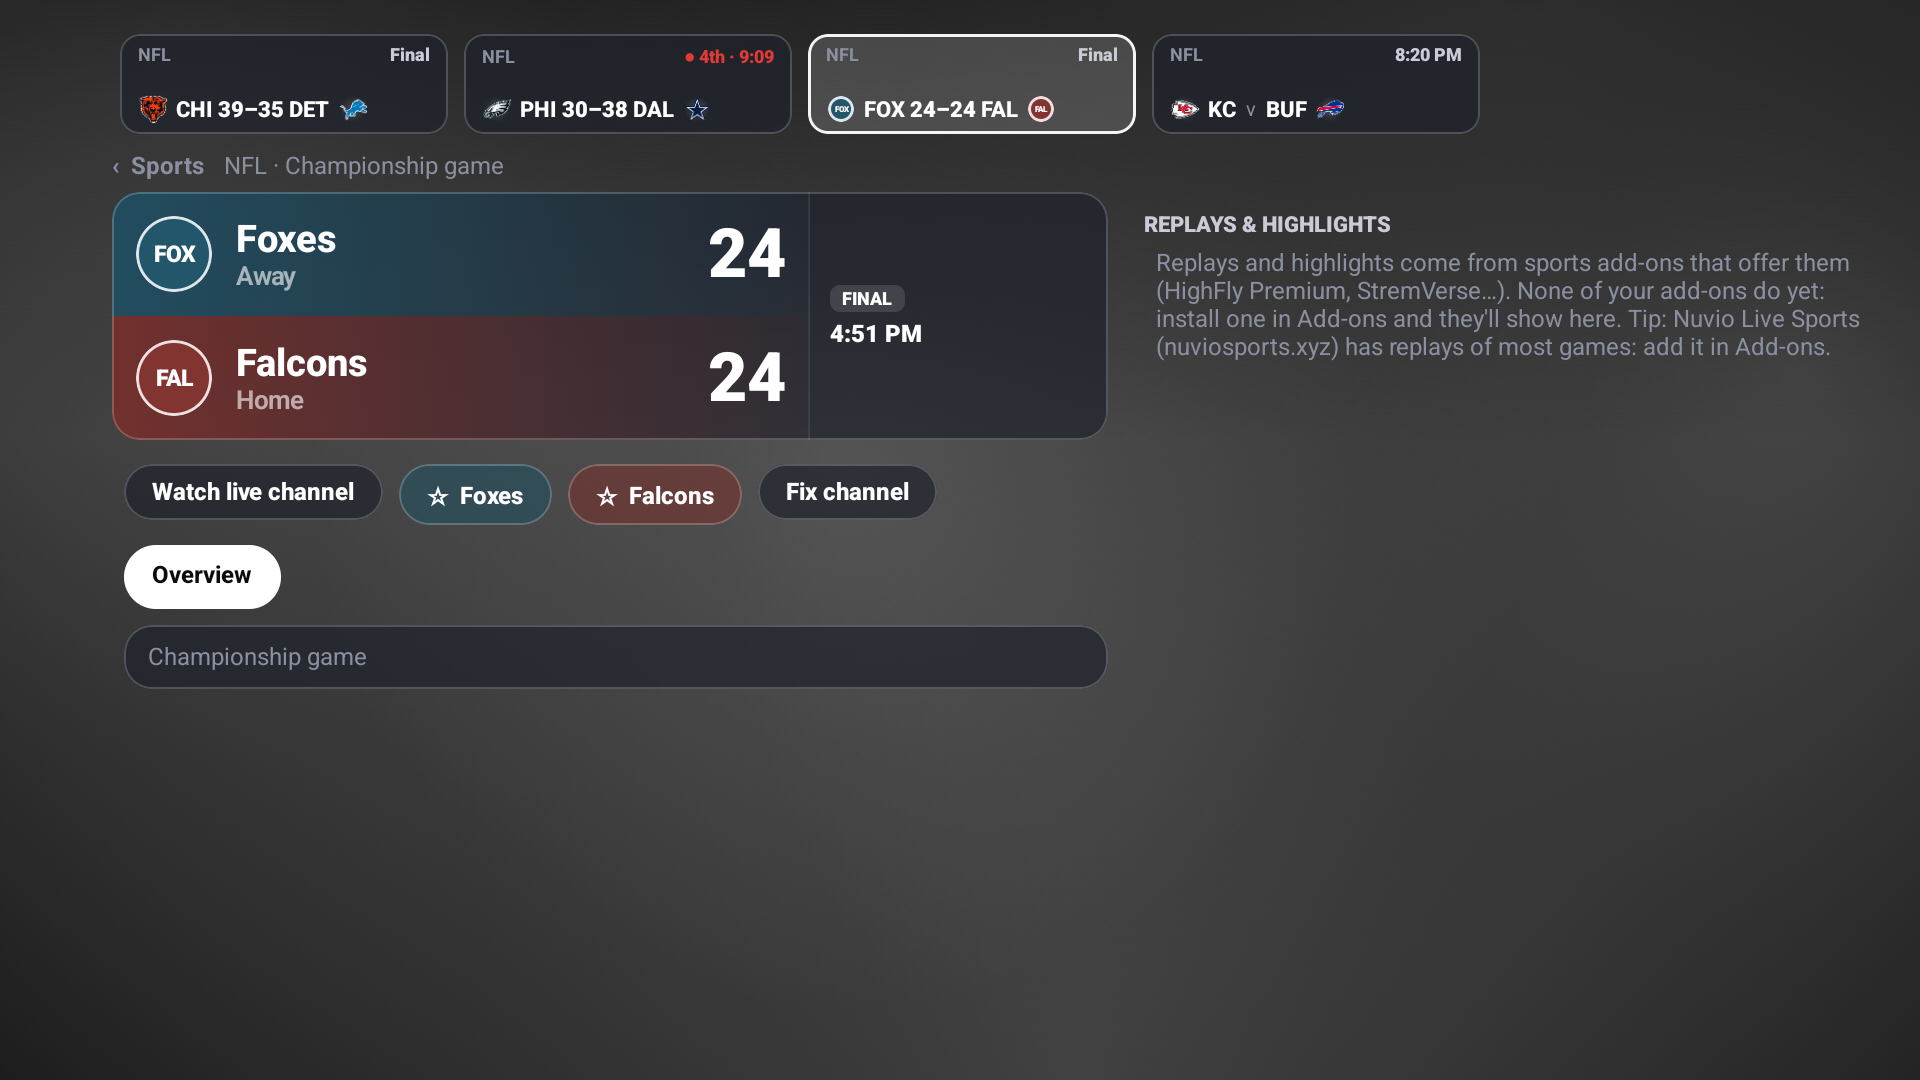 NFL Final
CHI 39–35 DET
NFL ● 4th · 9:09
PHI 30–38 DAL
NFL Final
FOX FOX 24–24 FAL FAL
NFL 8:20 PM
KC v BUF
‹ Sports NFL · Championship game
FOX Foxes 24
Away
FAL Falcons 24
Home
FINAL
4:51 PM
REPLAYS & HIGHLIGHTS
Replays and highlights come from sports add-ons that offer them
(HighFly Premium, StremVerse...). None of your add-ons do yet:
install one in Add-ons and they'll show here. Tip: Nuvio Live Sports
(nuviosports.xyz) has replays of most games: add it in Add-ons.
Watch live channel ☆ Foxes ☆ Falcons Fix channel
Overview
Championship game